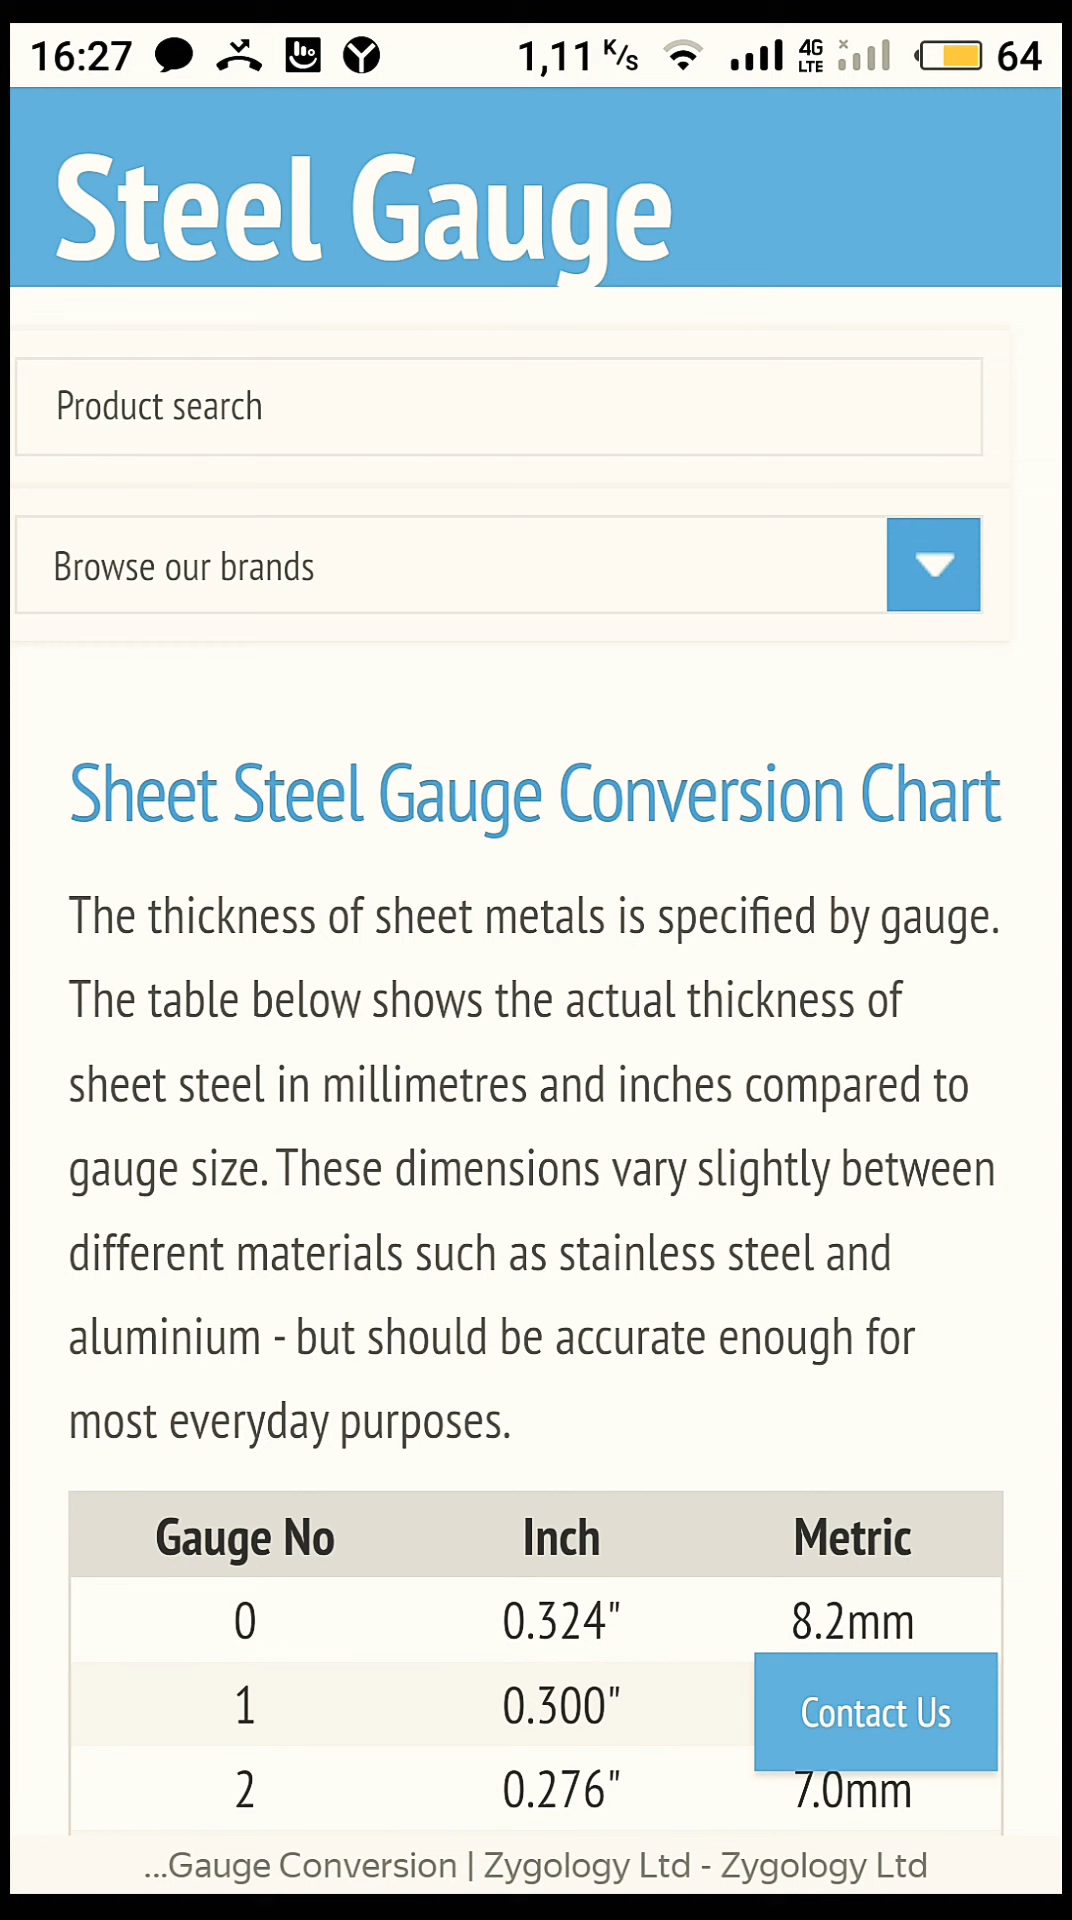 16:27 1,11 K/s 4G LTE 64
Steel Gauge
Product search
Browse our brands
Sheet Steel Gauge Conversion Chart
The thickness of sheet metals is specified by gauge.
The table below shows the actual thickness of
sheet steel in millimetres and inches compared to
gauge size. These dimensions vary slightly between
different materials such as stainless steel and
aluminium - but should be accurate enough for
most everyday purposes.
Gauge No Inch Metric
0 0.324" 8.2mm
1 0.300"
Contact Us
2 0.276" 7.0mm
...Gauge Conversion | Zygology Ltd - Zygology Ltd